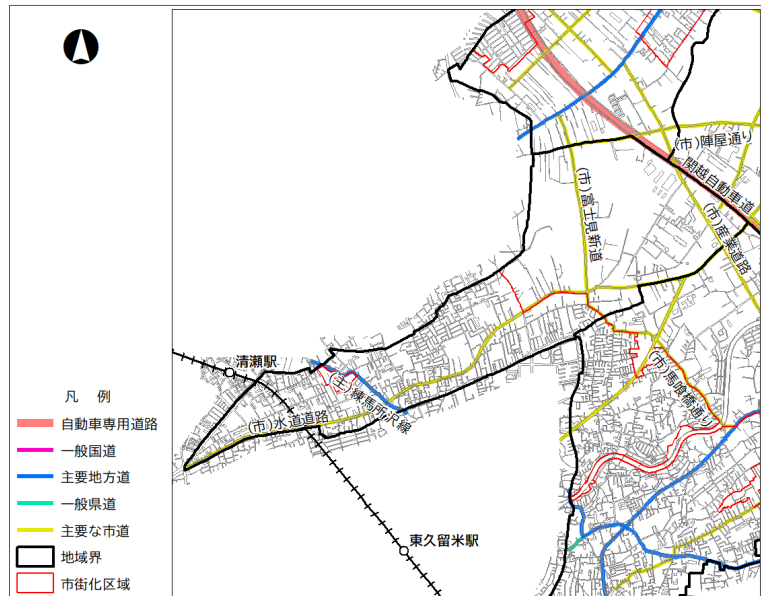 (市)陣屋通り
関越自動車道
(市)富士見新道
(市)産業道路
清瀬駅
(主)練馬所沢線
(市)馬喰橋通り
(市)水道道路
東久留米駅
凡 例
自動車専用道路
一般国道
主要地方道
一般県道
主要な市道
地域界
市街化区域